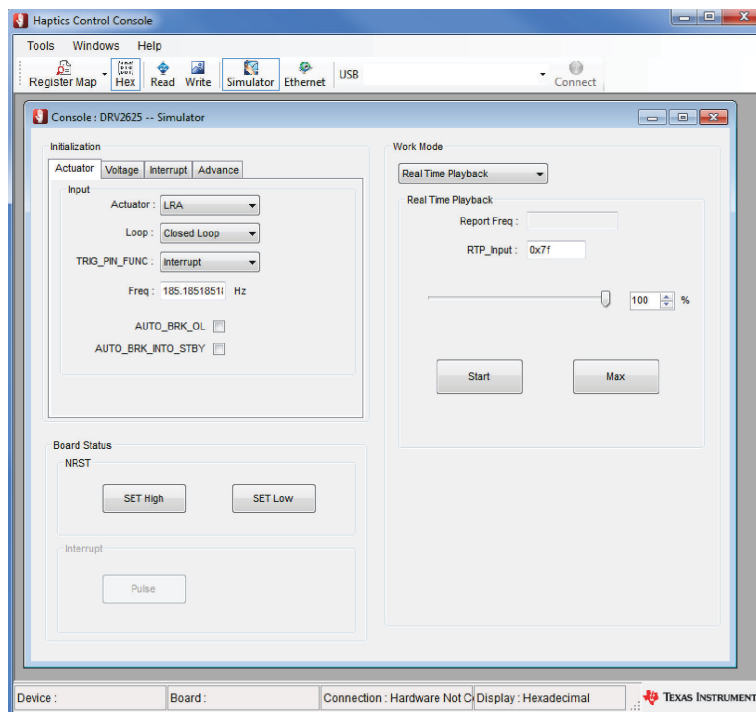 Haptics Control Console
Tools Windows Help
Register Map Hex Read Write Simulator Ethernet USB Connect
Console : DRV2625 -- Simulator
Initialization
Actuator Voltage Interrupt Advance
Input
Actuator : LRA
Loop : Closed Loop
TRIG_PIN_FUNC : Interrupt
Freq : 185.1851851 Hz
AUTO_BRK_OL
AUTO_BRK_INTO_STBY
Work Mode
Real Time Playback
Real Time Playback
Report Freq :
RTP_Input : 0x7f
100 %
Start Max
Board Status
NRST
SET High SET Low
Interrupt
Pulse
Device : Board : Connection : Hardware Not C Display : Hexadecimal TEXAS INSTRUMENT